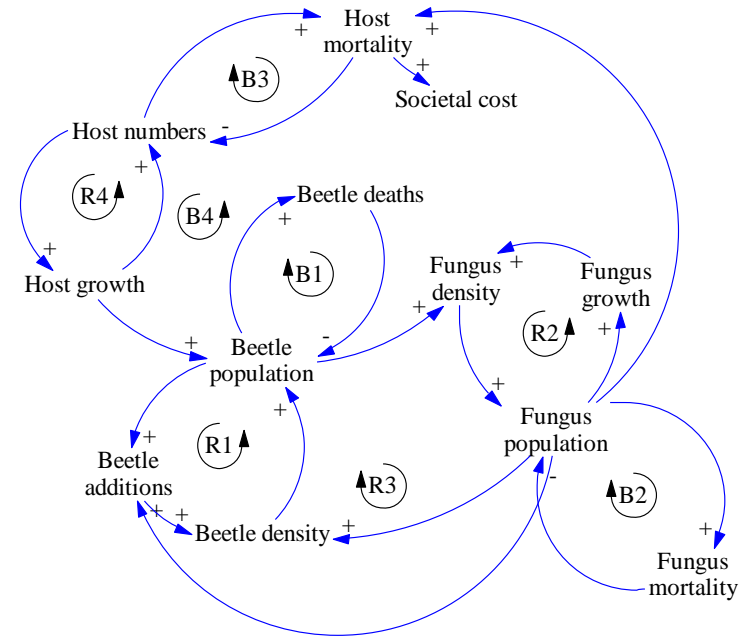 Host
mortality
+
+
+
B3
Societal cost
Host numbers
-
+
R4
B4
Beetle deaths
+
+
Host growth
B1
Fungus
density
+
Fungus
growth
+
+
R2
+
-
Beetle
population
+
+
Fungus
population
+
R1
Beetle
additions
R3
-
B2
+
+
Beetle density
+
+
Fungus
mortality